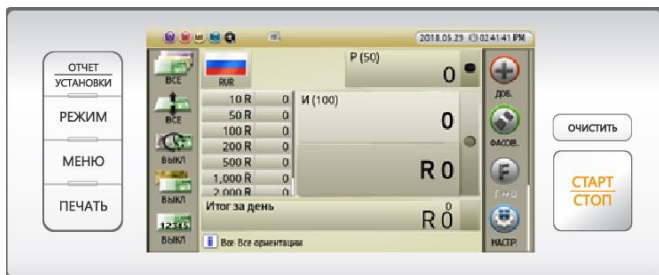 2018.05.29 02:41:41 PM
ОТЧЕТ
УСТАНОВКИ
РЕЖИМ
МЕНЮ
ПЕЧАТЬ
ВСЕ
ВСЕ
ВЫКЛ
ВЫКЛ
12345
ВЫКЛ
RUR
10 R 0
50 R 0
100 R 0
200 R 0
500 R 0
1,000 R 0
2,000 R 0
P (50)
0
И (100)
0
R 0
Итог за день
0
R 0
Все Все ориентации
ДОБ.
ФАСОВ.
F
НАСТР.
ОЧИСТИТЬ
СТАРТ
СТОП